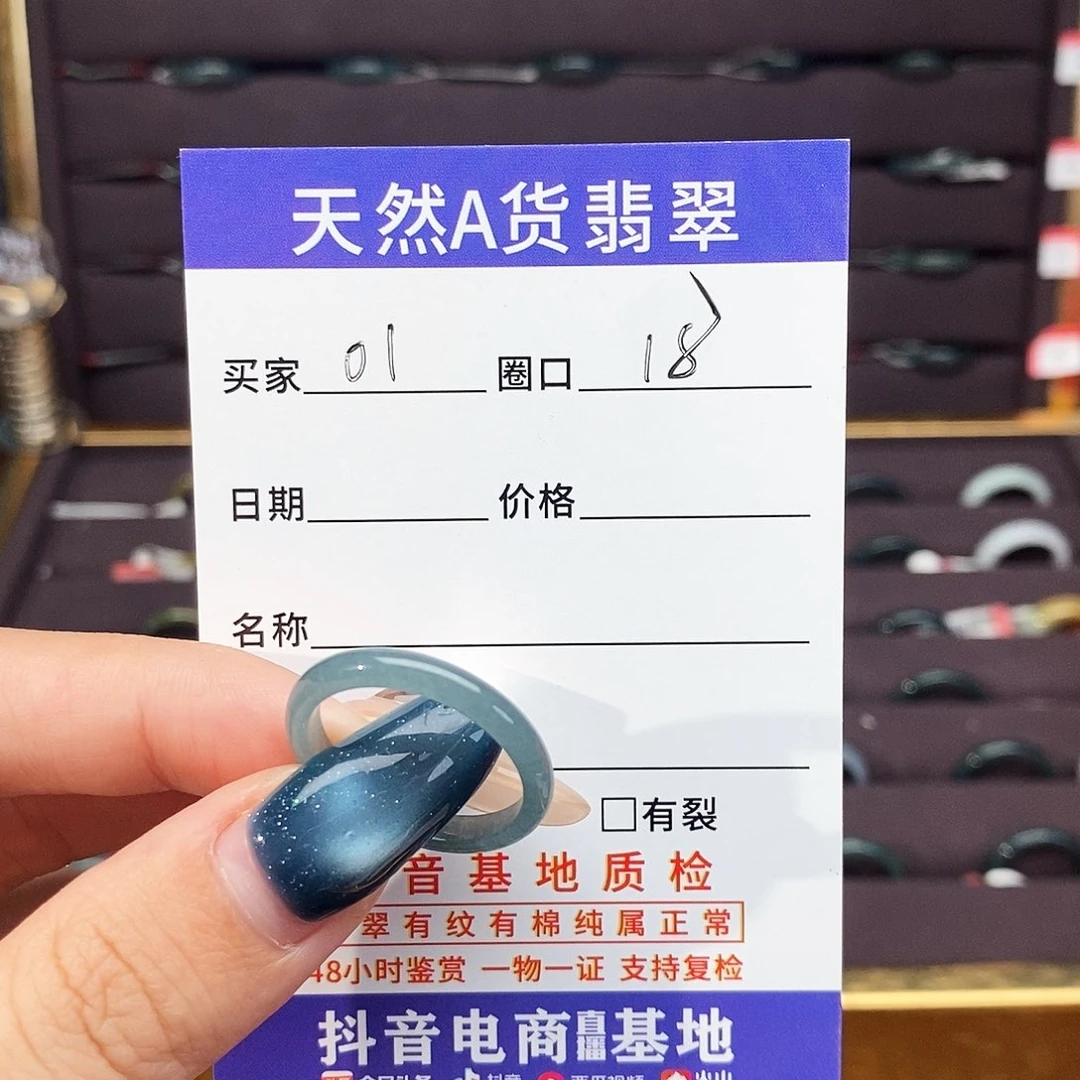 天然A货翡翠
买家 01 圈口 18
日期 价格
名称
□有裂
音基地质检
翠有纹有棉纯属正常
48小时鉴赏 一物一证 支持复检
抖音电商直播基地